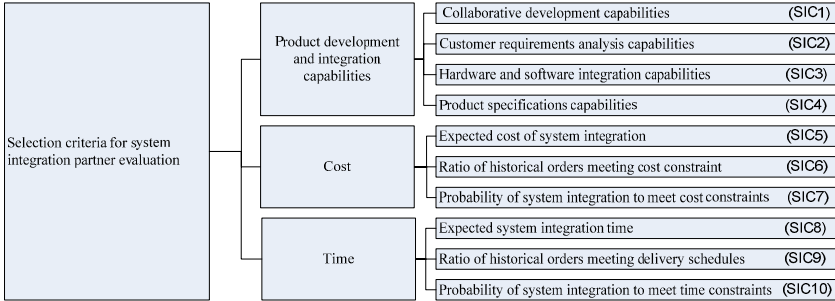 Selection criteria for system
integration partner evaluation
Product development
and integration
capabilities
Collaborative development capabilities (SIC1)
Customer requirements analysis capabilities (SIC2)
Hardware and software integration capabilities (SIC3)
Product specifications capabilities (SIC4)
Cost
Expected cost of system integration (SIC5)
Ratio of historical orders meeting cost constraint (SIC6)
Probability of system integration to meet cost constraints (SIC7)
Time
Expected system integration time (SIC8)
Ratio of historical orders meeting delivery schedules (SIC9)
Probability of system integration to meet time constraints (SIC10)